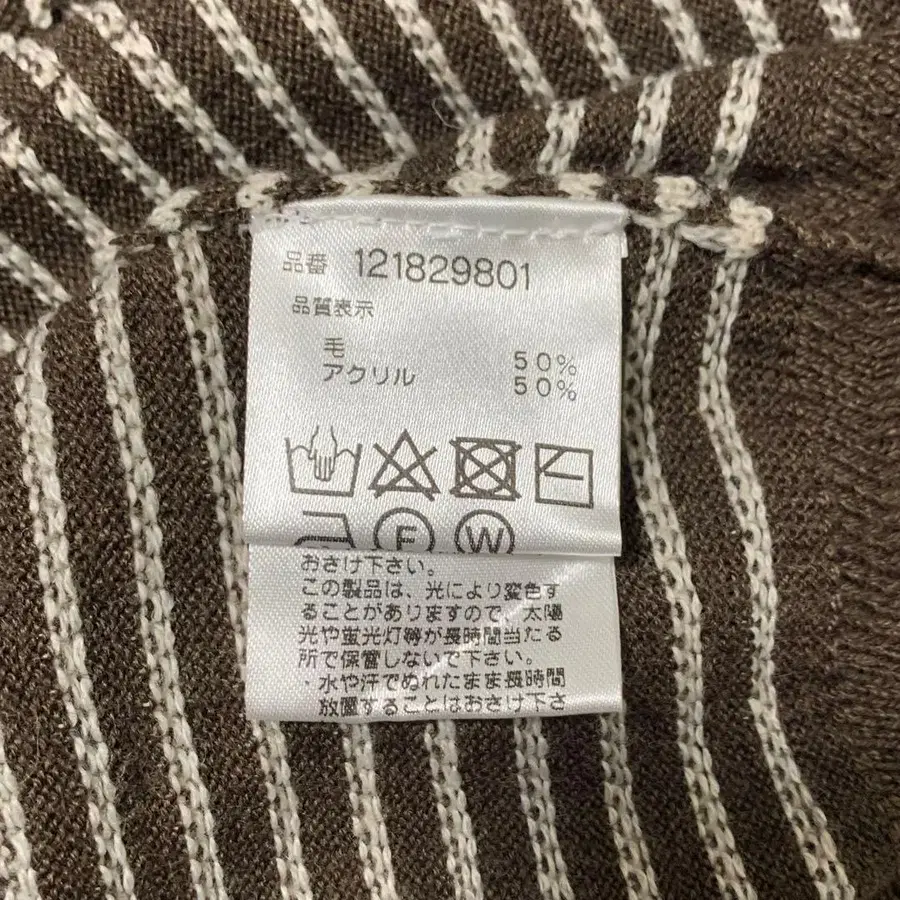 品番 121829801
品質表示
毛 50%
アクリル 50%
F W
おさけ下さい。
この製品は、光により変色す
ることがありますので、太陽
光や蛍光灯等が長時間当たる
所で保管しないで下さい。
・水や汗でぬれたまま長時間
放置することはおさけ下さ